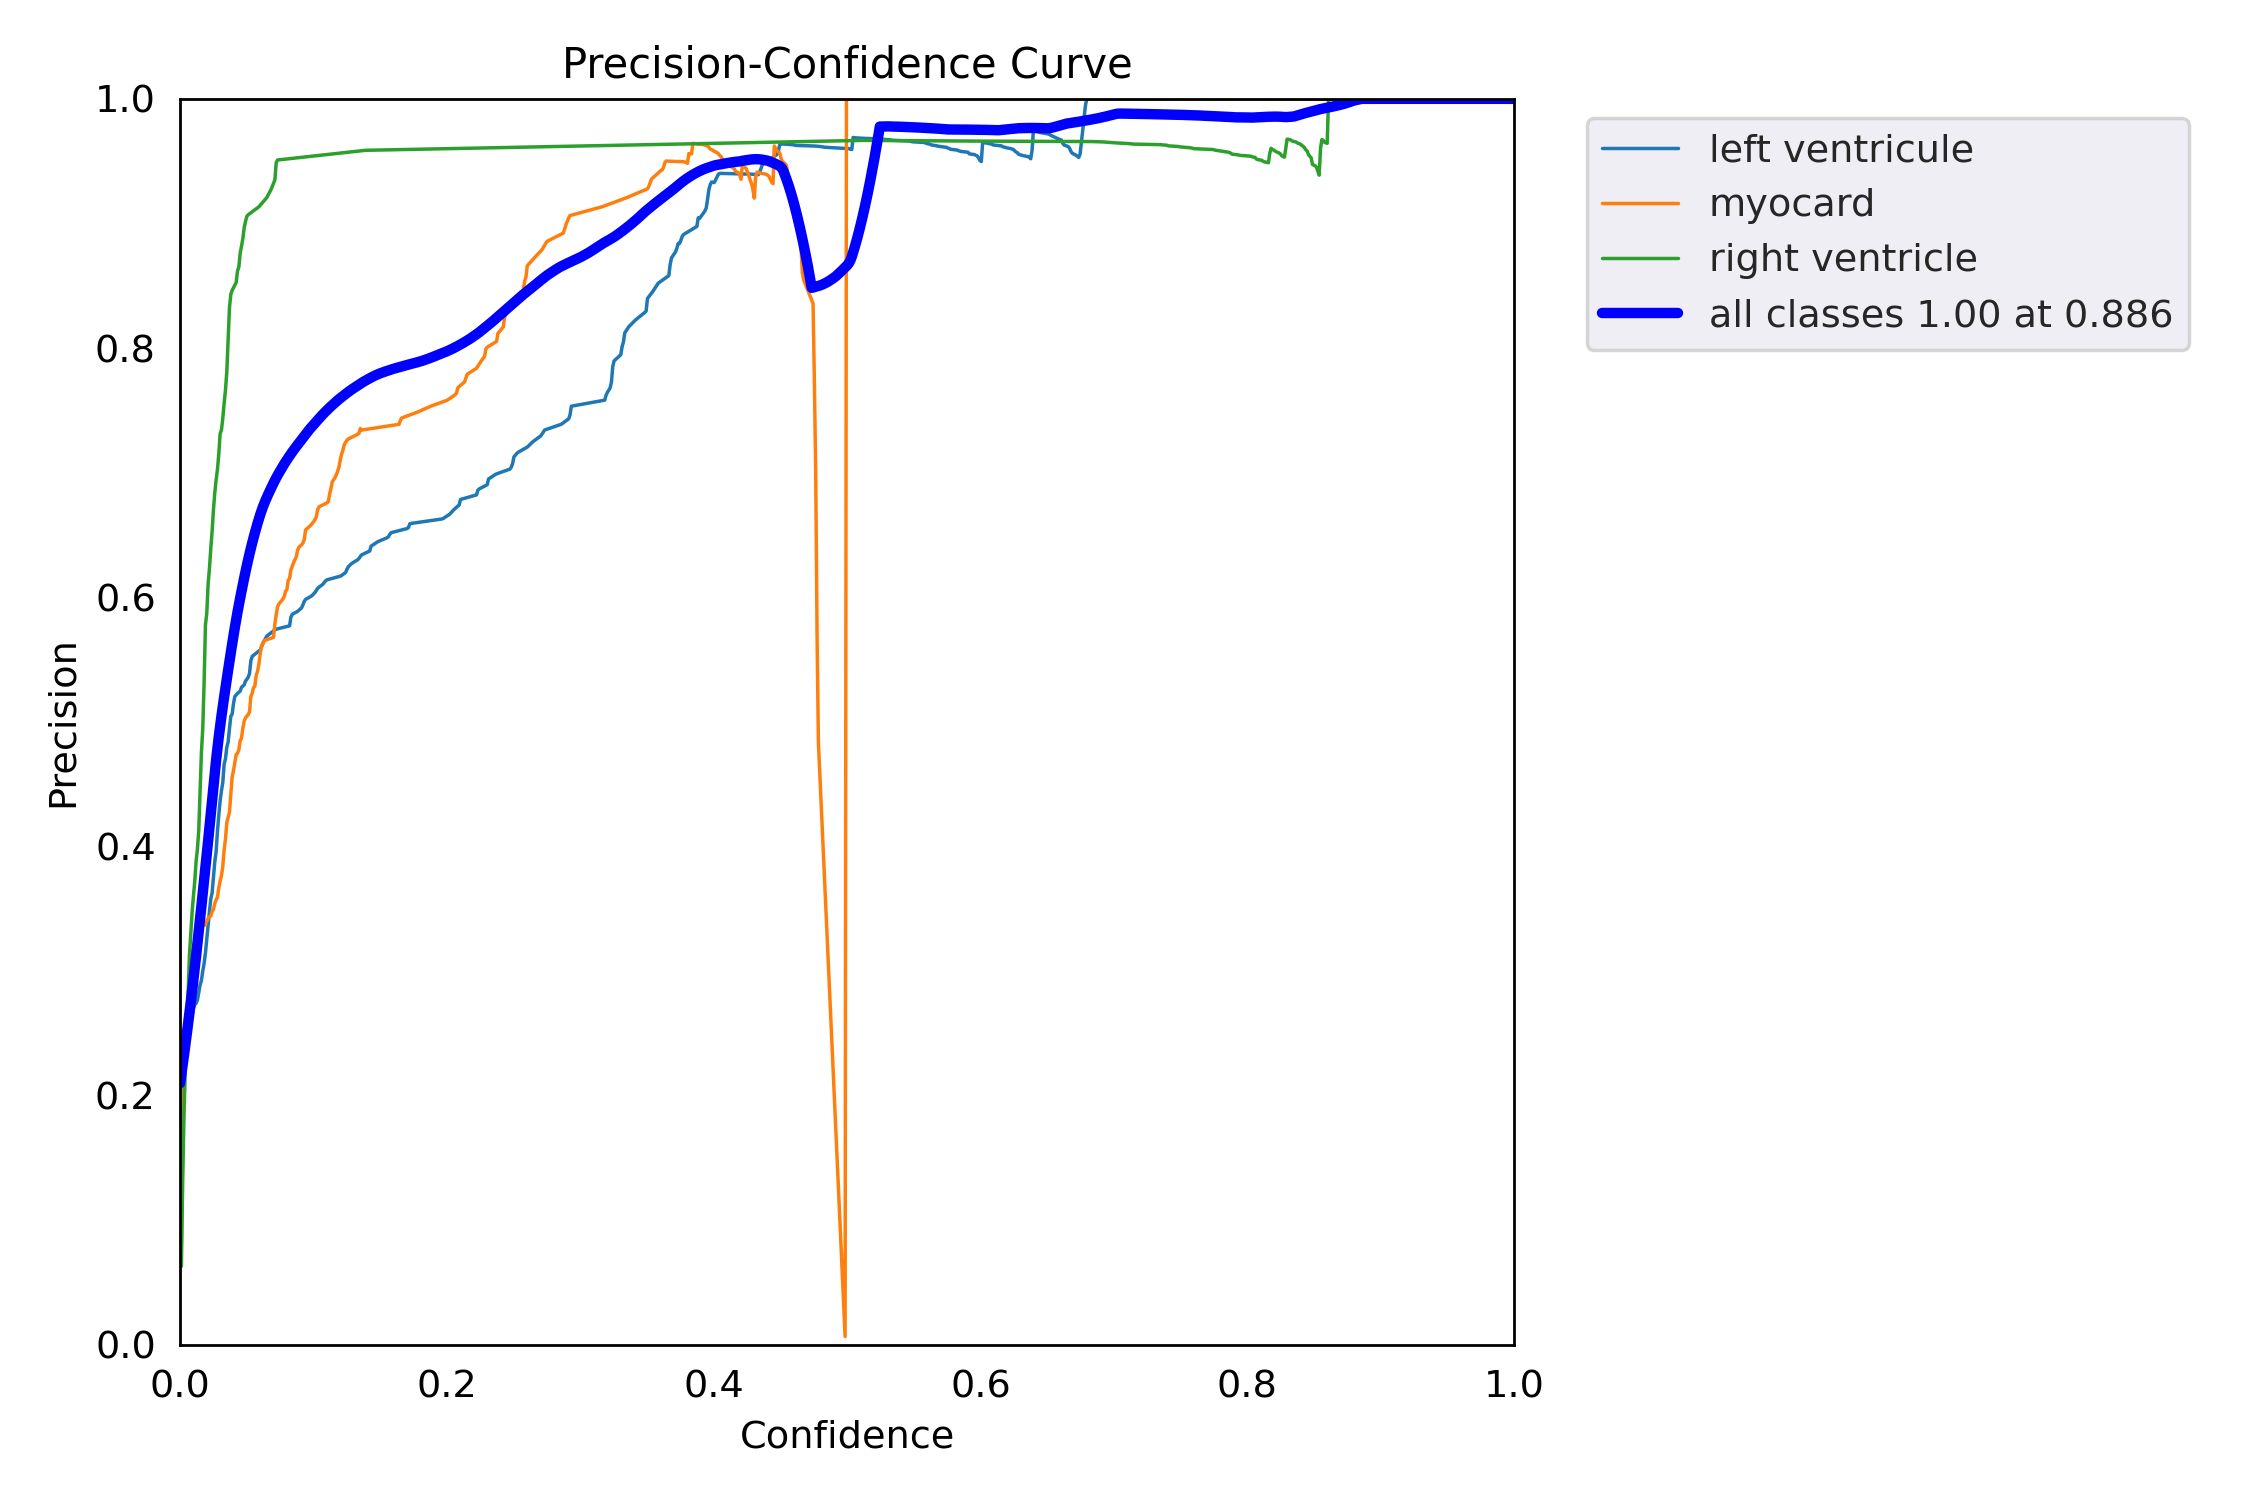 Precision-Confidence Curve
1.0
0.8
0.6
0.4
0.2
0.0
Precision
0.0 0.2 0.4 0.6 0.8 1.0
Confidence
left ventricule
myocard
right ventricle
all classes 1.00 at 0.886